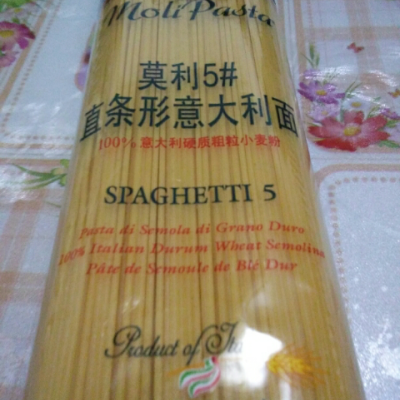 Moli Pasta
莫利5#
直条形意大利面
100% 意大利硬质粗粒小麦粉
SPAGHETTI 5
Pasta di Semola di Grano Duro
100% Italian Durum Wheat Semolina
Pâte de Semoule de Blé Dur
Product of